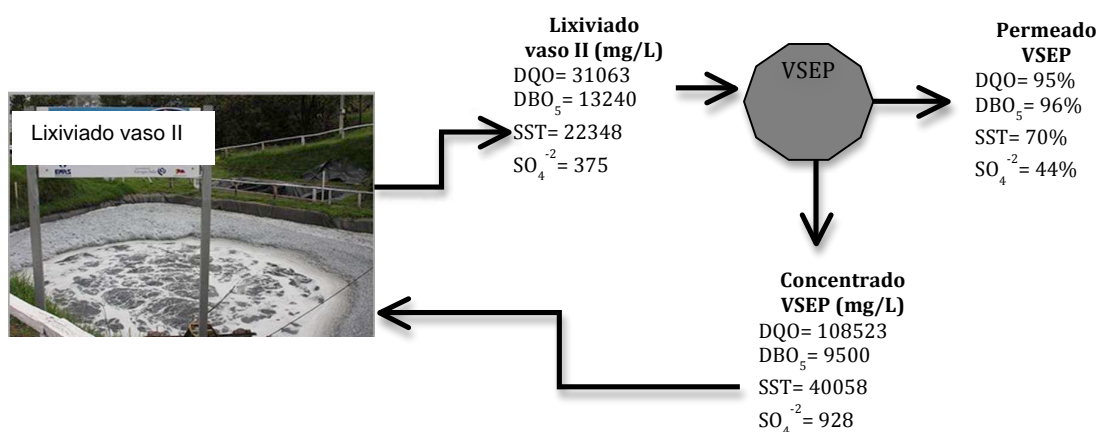 Lixiviado
vaso II (mg/L)
DQO= 31063
DBO₅= 13240
SST= 22348
SO₄⁻²= 375
VSEP
Permeado
VSEP
DQO= 95%
DBO₅= 96%
SST= 70%
SO₄⁻²= 44%
Lixiviado vaso II
EMAS
Concentrado
VSEP (mg/L)
DQO= 108523
DBO₅= 9500
SST= 40058
SO₄⁻²= 928